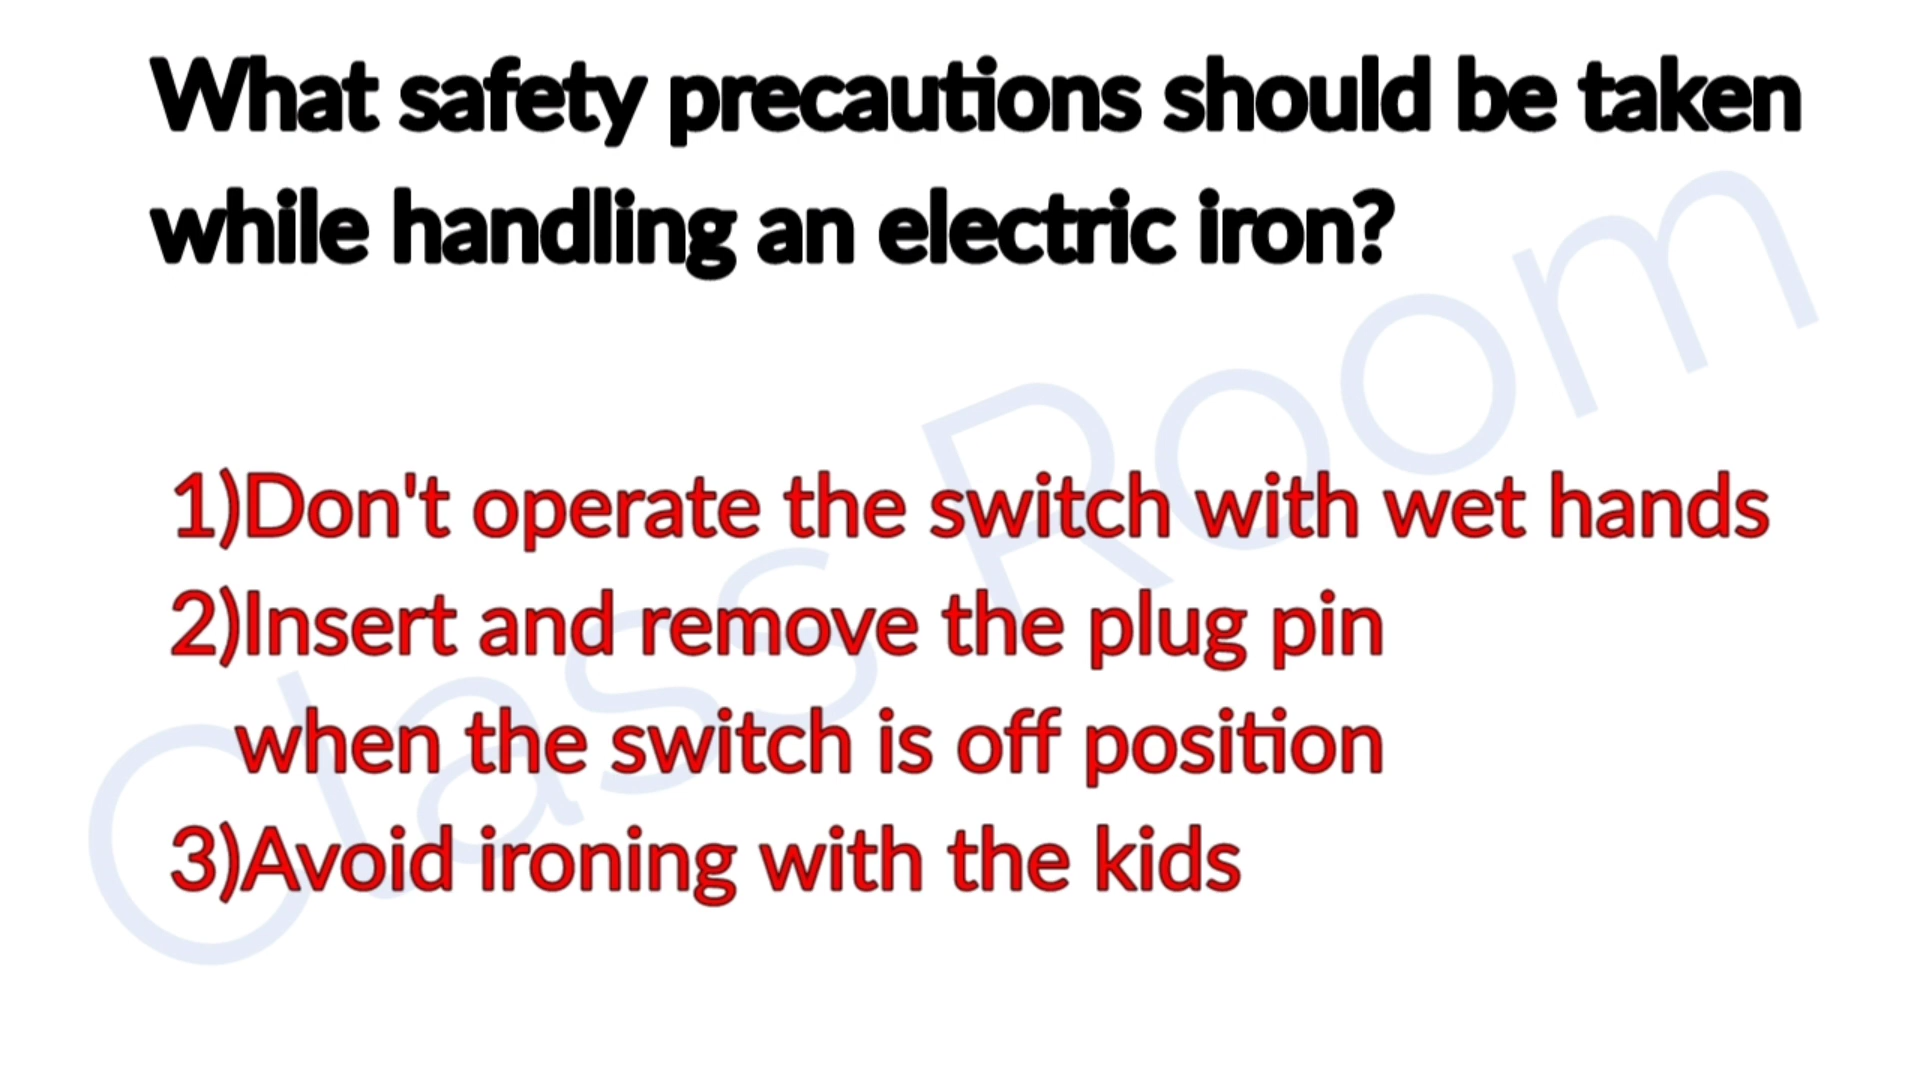 What safety precautions should be taken
while handling an electric iron?
1)Don't operate the switch with wet hands
2)Insert and remove the plug pin
when the switch is off position
3)Avoid ironing with the kids
Class Room